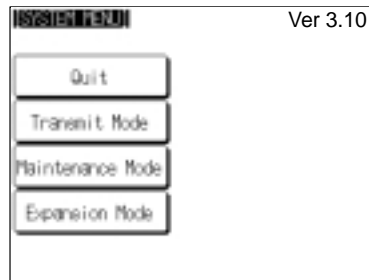 SYSTEM MENU Ver 3.10
Quit
Transmit Mode
Maintenance Mode
Expansion Mode